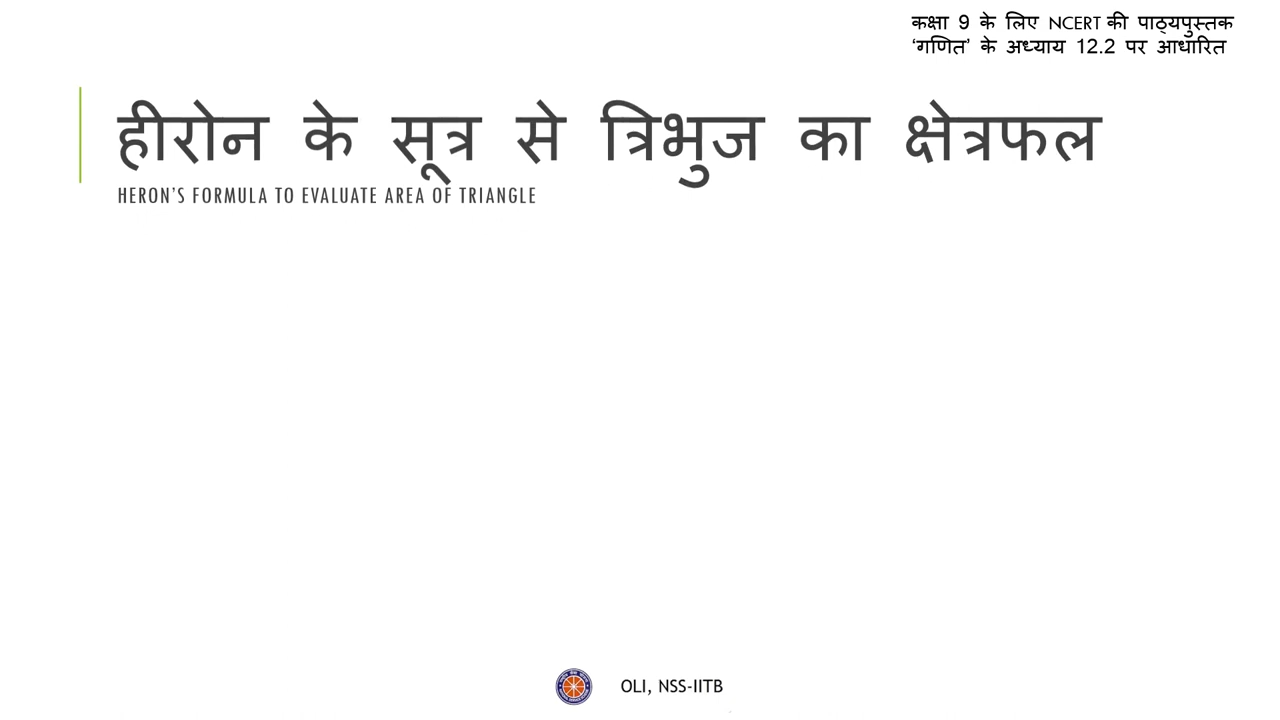 कक्षा 9 के लिए NCERT की पाठ्यपुस्तक
‘गणित’ के अध्याय 12.2 पर आधारित
हीरोन के सूत्र से त्रिभुज का क्षेत्रफल
HERON’S FORMULA TO EVALUATE AREA OF TRIANGLE
OLI, NSS-IITB